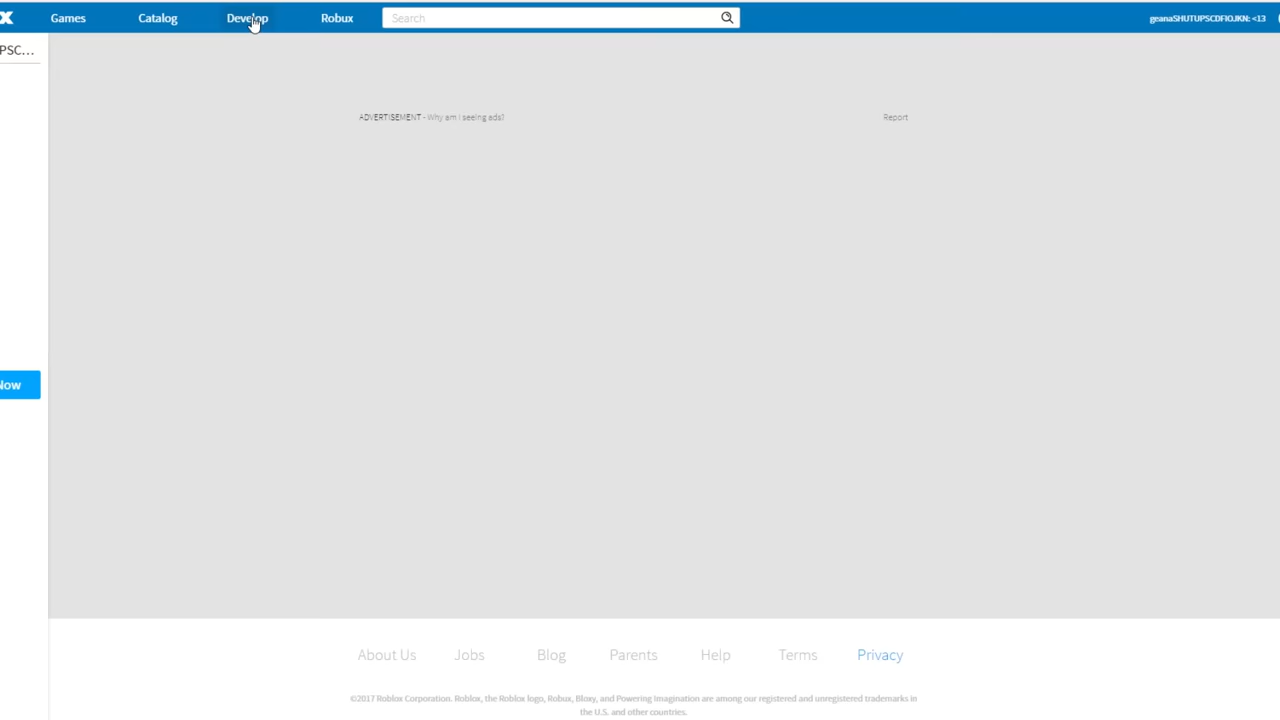 X Games Catalog Develop Robux Search geanaSHUTUPSCDFIOJKN: <13
PSC...
ADVERTISEMENT - Why am I seeing ads? Report
Now
About Us Jobs Blog Parents Help Terms Privacy
©2017 Roblox Corporation. Roblox, the Roblox logo, Robux, Bloxy, and Powering Imagination are among our registered and unregistered trademarks in
the U.S. and other countries.